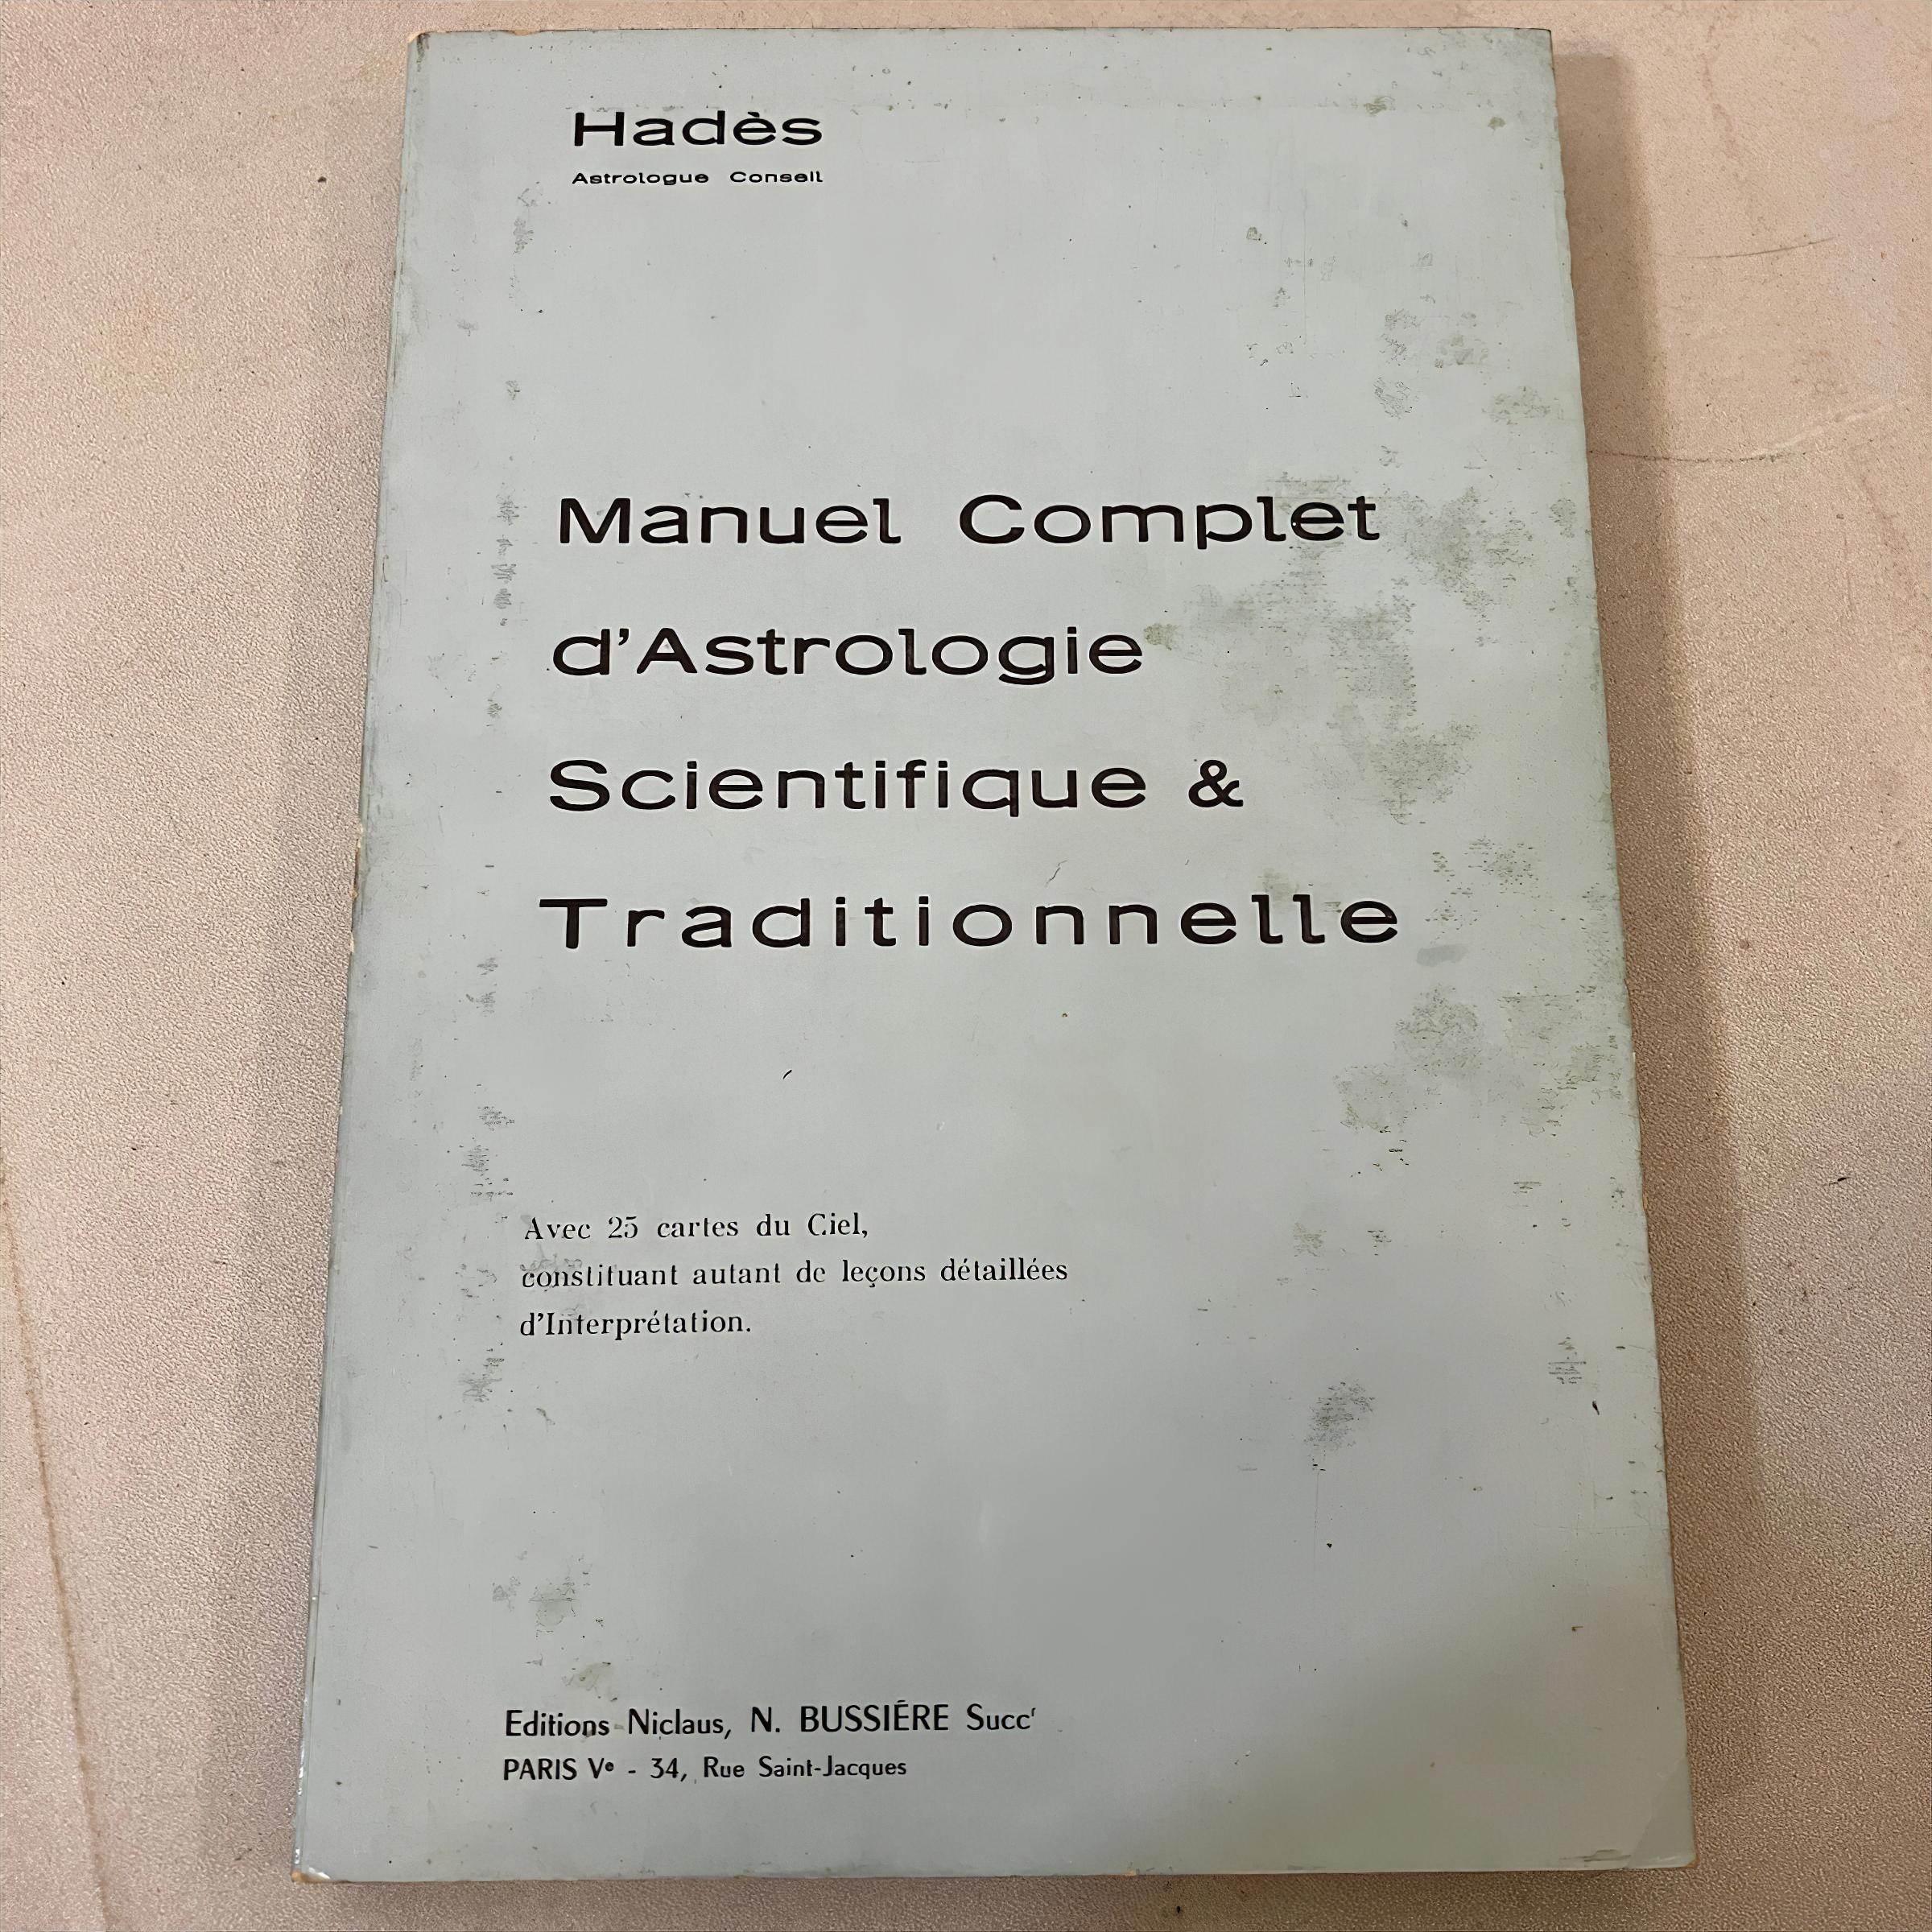 Hadès
Astrologue Conseil
Manuel Complet
d'Astrologie
Scientifique &
Traditionnelle
Avec 25 cartes du Ciel,
constituant autant de leçons détaillées
d'Interprétation.
Editions Niclaus, N. BUSSIÉRE Succʳ
PARIS Vᵉ - 34, Rue Saint-Jacques